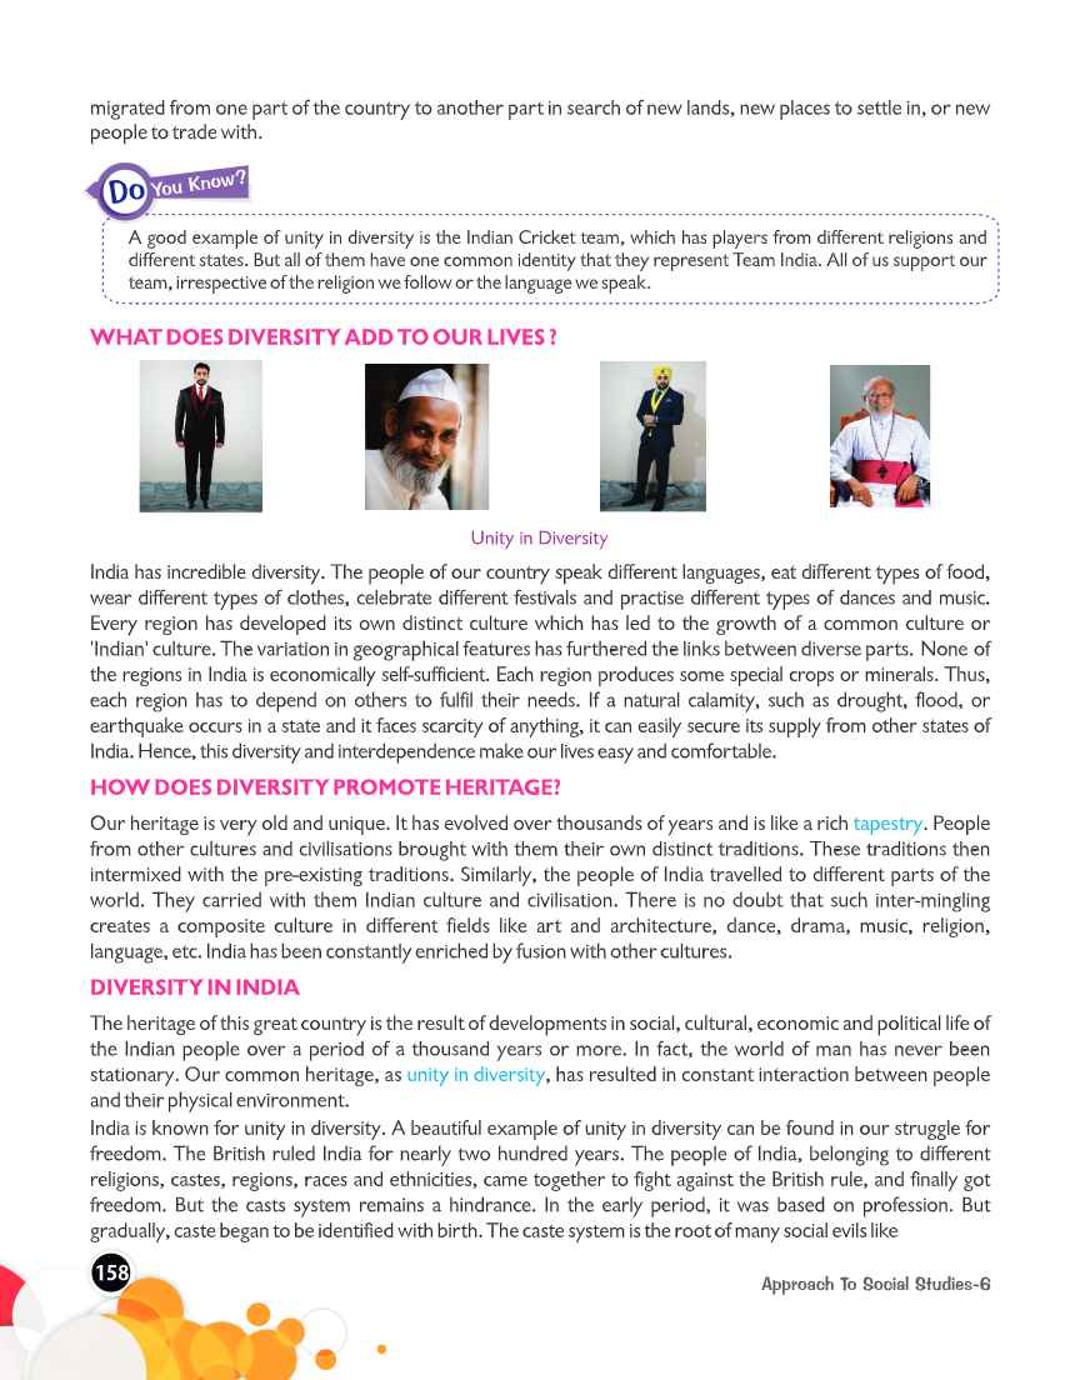 migrated from one part of the country to another part in search of new lands, new places to settle in, or new
people to trade with.
Do You Know?
A good example of unity in diversity is the Indian Cricket team, which has players from different religions and
different states. But all of them have one common identity that they represent Team India. All of us support our
team, irrespective of the religion we follow or the language we speak.
WHAT DOES DIVERSITY ADD TO OUR LIVES ?
Unity in Diversity
India has incredible diversity. The people of our country speak different languages, eat different types of food,
wear different types of clothes, celebrate different festivals and practise different types of dances and music.
Every region has developed its own distinct culture which has led to the growth of a common culture or
'Indian' culture. The variation in geographical features has furthered the links between diverse parts. None of
the regions in India is economically self-sufficient. Each region produces some special crops or minerals. Thus,
each region has to depend on others to fulfil their needs. If a natural calamity, such as drought, flood, or
earthquake occurs in a state and it faces scarcity of anything, it can easily secure its supply from other states of
India. Hence, this diversity and interdependence make our lives easy and comfortable.
HOW DOES DIVERSITY PROMOTE HERITAGE?
Our heritage is very old and unique. It has evolved over thousands of years and is like a rich tapestry. People
from other cultures and civilisations brought with them their own distinct traditions. These traditions then
intermixed with the pre-existing traditions. Similarly, the people of India travelled to different parts of the
world. They carried with them Indian culture and civilisation. There is no doubt that such inter-mingling
creates a composite culture in different fields like art and architecture, dance, drama, music, religion,
language, etc. India has been constantly enriched by fusion with other cultures.
DIVERSITY IN INDIA
The heritage of this great country is the result of developments in social, cultural, economic and political life of
the Indian people over a period of a thousand years or more. In fact, the world of man has never been
stationary. Our common heritage, as unity in diversity, has resulted in constant interaction between people
and their physical environment.
India is known for unity in diversity. A beautiful example of unity in diversity can be found in our struggle for
freedom. The British ruled India for nearly two hundred years. The people of India, belonging to different
religions, castes, regions, races and ethnicities, came together to fight against the British rule, and finally got
freedom. But the casts system remains a hindrance. In the early period, it was based on profession. But
gradually, caste began to be identified with birth. The caste system is the root of many social evils like
158
Approach To Social Studies-6